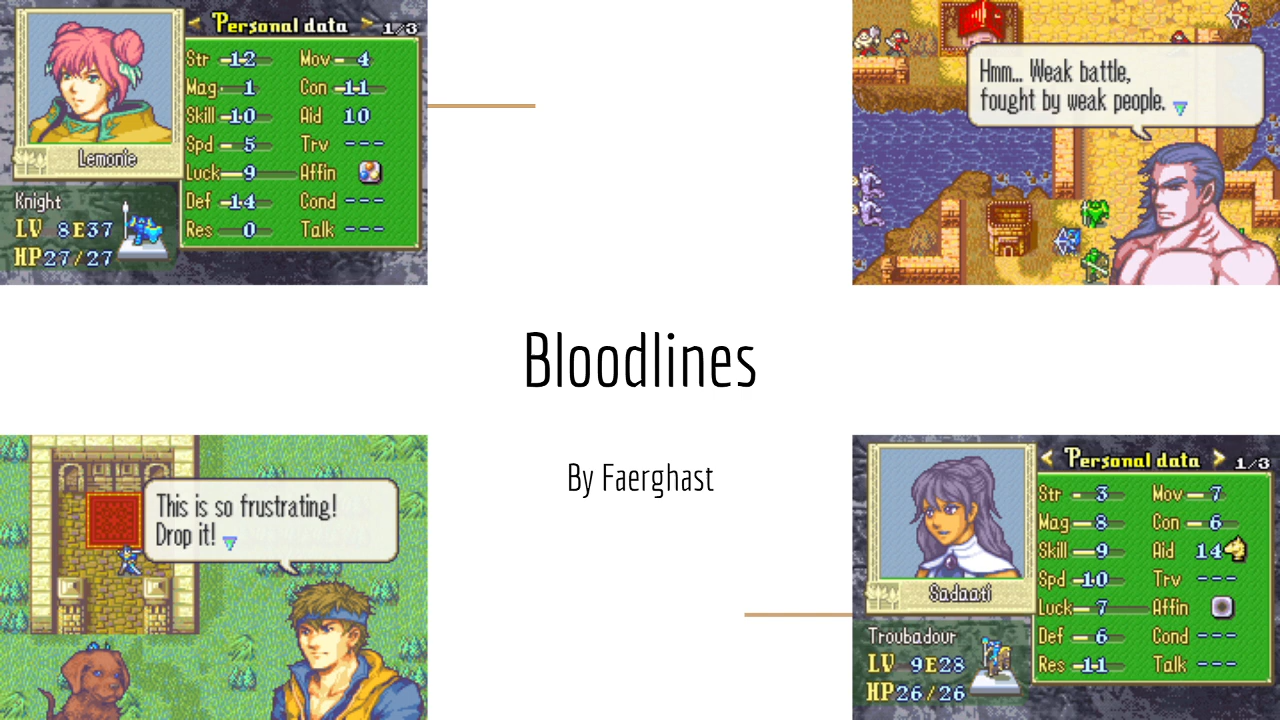 Personal data 1/3
Str 12 Mov 4
Mag 1 Con 11
Skill 10 Aid 10
Spd 5 Trv ---
Luck 9 Affin
Def 14 Cond ---
Res 0 Talk ---
Lemonie
Knight
LV 8 E 37
HP 27/27
Hmm... Weak battle,
fought by weak people.
Bloodlines
By Faerghast
This is so frustrating!
Drop it!
Personal data 1/3
Str 3 Mov 7
Mag 8 Con 6
Skill 9 Aid 14
Spd 10 Trv ---
Luck 7 Affin
Def 6 Cond ---
Res 11 Talk ---
Sadaati
Troubadour
LV 9 E 28
HP 26/26